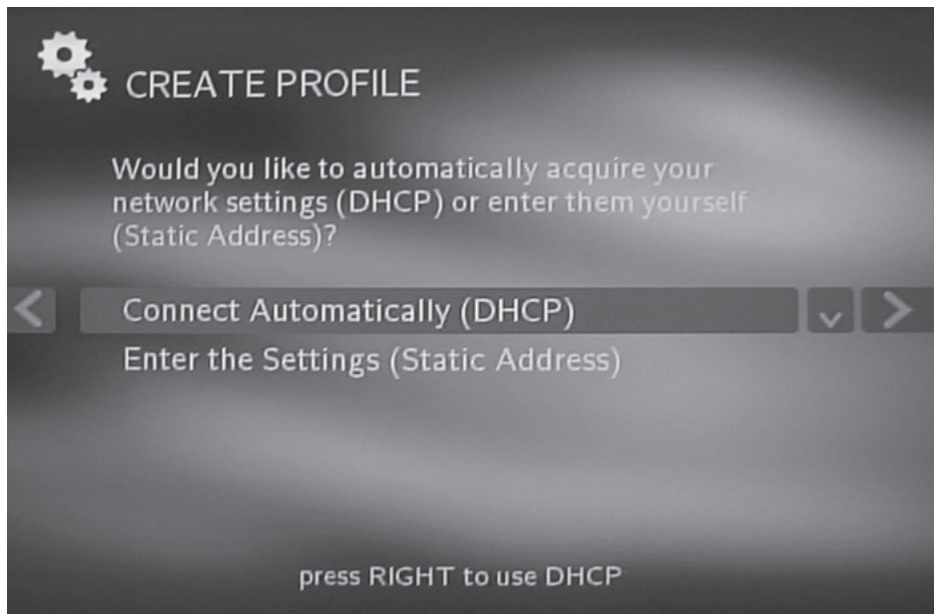 CREATE PROFILE
Would you like to automatically acquire your
network settings (DHCP) or enter them yourself
(Static Address)?
Connect Automatically (DHCP)
Enter the Settings (Static Address)
press RIGHT to use DHCP